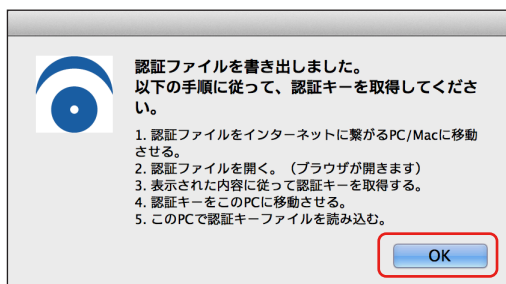 認証ファイルを書き出しました。
以下の手順に従って、認証キーを取得してくださ
い。
1. 認証ファイルをインターネットに繋がるPC/Macに移動
させる。
2. 認証ファイルを開く。（ブラウザが開きます）
3. 表示された内容に従って認証キーを取得する。
4. 認証キーをこのPCに移動させる。
5. このPCで認証キーファイルを読み込む。
OK